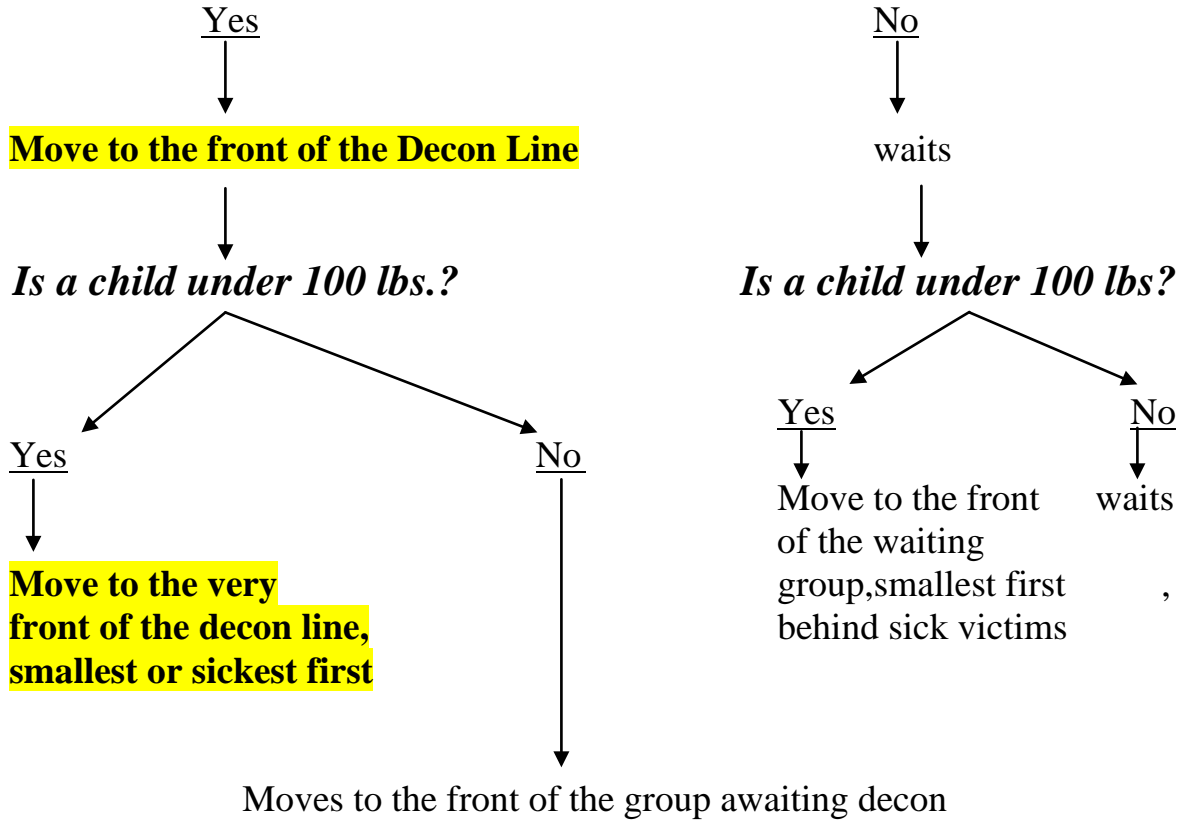 Yes
No
Move to the front of the Decon Line
waits
Is a child under 100 lbs.?
Is a child under 100 lbs?
Yes
No
Yes
No
Move to the very
front of the decon line,
smallest or sickest first
Move to the front
of the waiting
group,smallest first ,
behind sick victims
waits
Moves to the front of the group awaiting decon